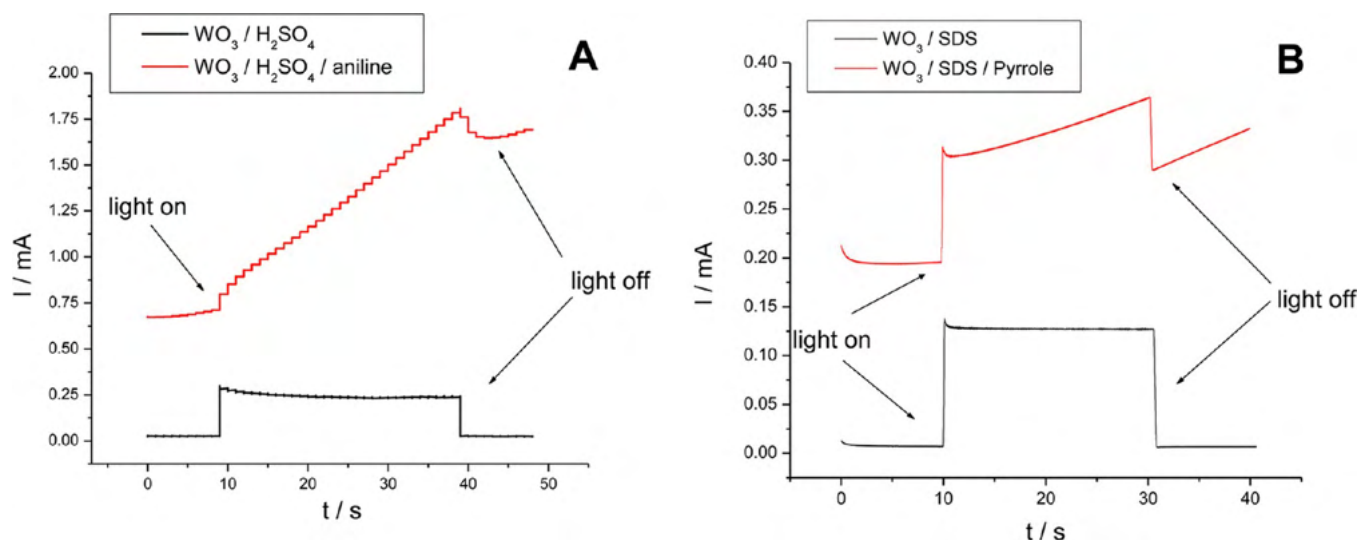 WO₃ / H₂SO₄
WO₃ / H₂SO₄ / aniline
A
2.00
1.75
1.50
1.25
1.00
0.75
0.50
0.25
0.00
I / mA
light on
light off
0 10 20 30 40 50
t / s
WO₃ / SDS
WO₃ / SDS / Pyrrole
B
0.40
0.35
0.30
0.25
0.20
0.15
0.10
0.05
0.00
I / mA
light on
light off
0 10 20 30 40
t / s